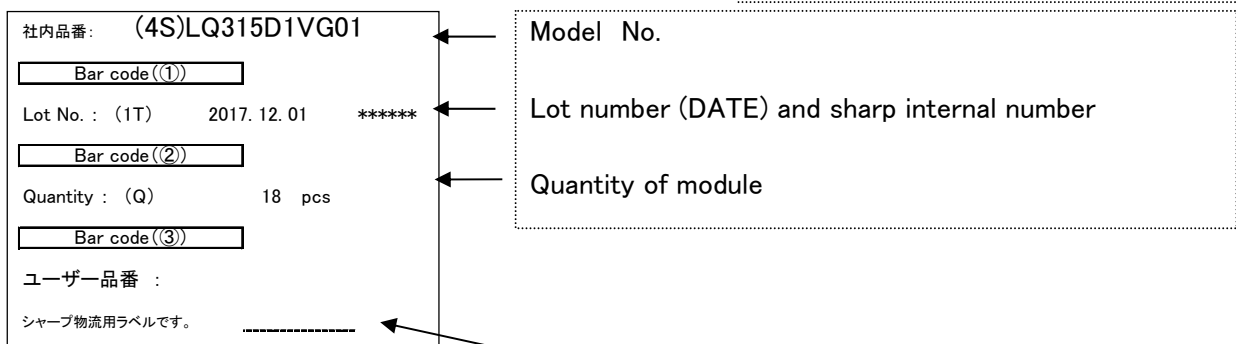 社内品番: (4S)LQ315D1VG01
Bar code(①)
Lot No. : (1T) 2017. 12. 01 ******
Bar code(②)
Quantity : (Q) 18 pcs
Bar code(③)
ユーザー品番 :
シャープ物流用ラベルです。
Model No.
Lot number (DATE) and sharp internal number
Quantity of module